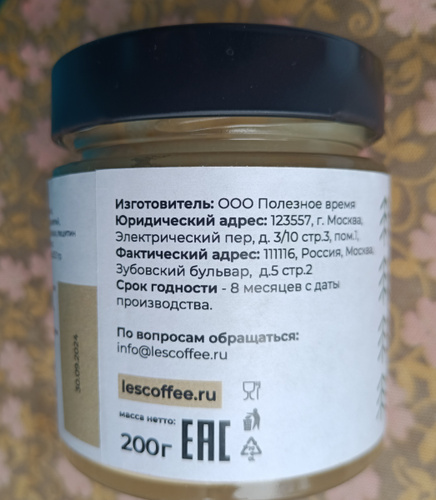 Изготовитель: ООО Полезное время
Юридический адрес: 123557, г. Москва,
Электрический пер, д. 3/10 стр.3, пом.1,
Фактический адрес: 111116, Россия, Москва,
Зубовский бульвар, д.5 стр.2
Срок годности - 8 месяцев с даты
производства.
По вопросам обращаться:
info@lescoffee.ru
lescoffee.ru
масса нетто:
200г
ЕАС
30.09.2024